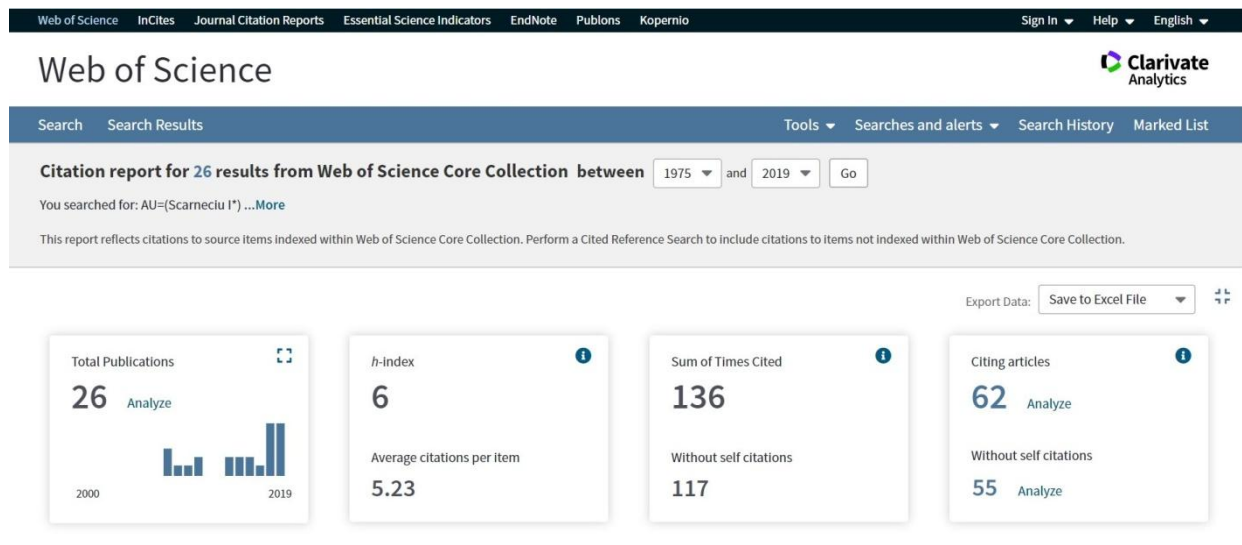 Web of Science InCites Journal Citation Reports Essential Science Indicators EndNote Publons Kopernio Sign In Help English
Web of Science
Clarivate
Analytics
Search Search Results Tools Searches and alerts Search History Marked List
Citation report for 26 results from Web of Science Core Collection between 1975 and 2019 Go
You searched for: AU=(Scarneciu I*) ...More
This report reflects citations to source items indexed within Web of Science Core Collection. Perform a Cited Reference Search to include citations to items not indexed within Web of Science Core Collection.
Export Data: Save to Excel File
Total Publications
26 Analyze
2000 2019
h-index
6
Average citations per item
5.23
Sum of Times Cited
136
Without self citations
117
Citing articles
62 Analyze
Without self citations
55 Analyze